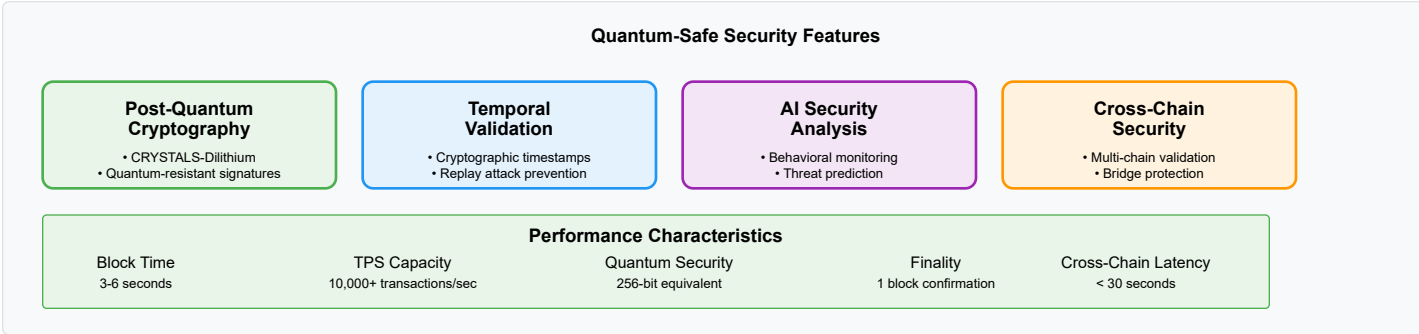 Quantum-Safe Security Features
Post-Quantum
Cryptography
• CRYSTALS-Dilithium
• Quantum-resistant signatures
Temporal
Validation
• Cryptographic timestamps
• Replay attack prevention
AI Security
Analysis
• Behavioral monitoring
• Threat prediction
Cross-Chain
Security
• Multi-chain validation
• Bridge protection
Performance Characteristics
Block Time
3-6 seconds
TPS Capacity
10,000+ transactions/sec
Quantum Security
256-bit equivalent
Finality
1 block confirmation
Cross-Chain Latency
< 30 seconds